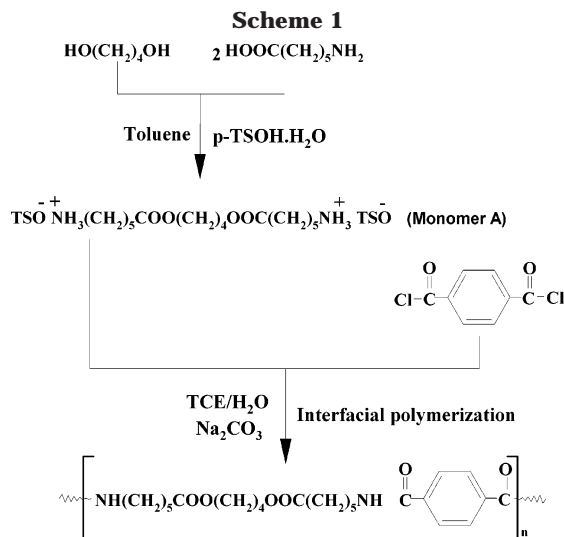 Scheme 1
HO(CH₂)₄OH 2 HOOC(CH₂)₅NH₂
Toluene p-TSOH.H₂O
TSO⁻ ⁺NH₃(CH₂)₅COO(CH₂)₄OOC(CH₂)₅NH₃⁺ TSO⁻ (Monomer A)
O O
Cl-C C-Cl
TCE/H₂O
Na₂CO₃
Interfacial polymerization
O O
NH(CH₂)₅COO(CH₂)₄OOC(CH₂)₅NH C C
n